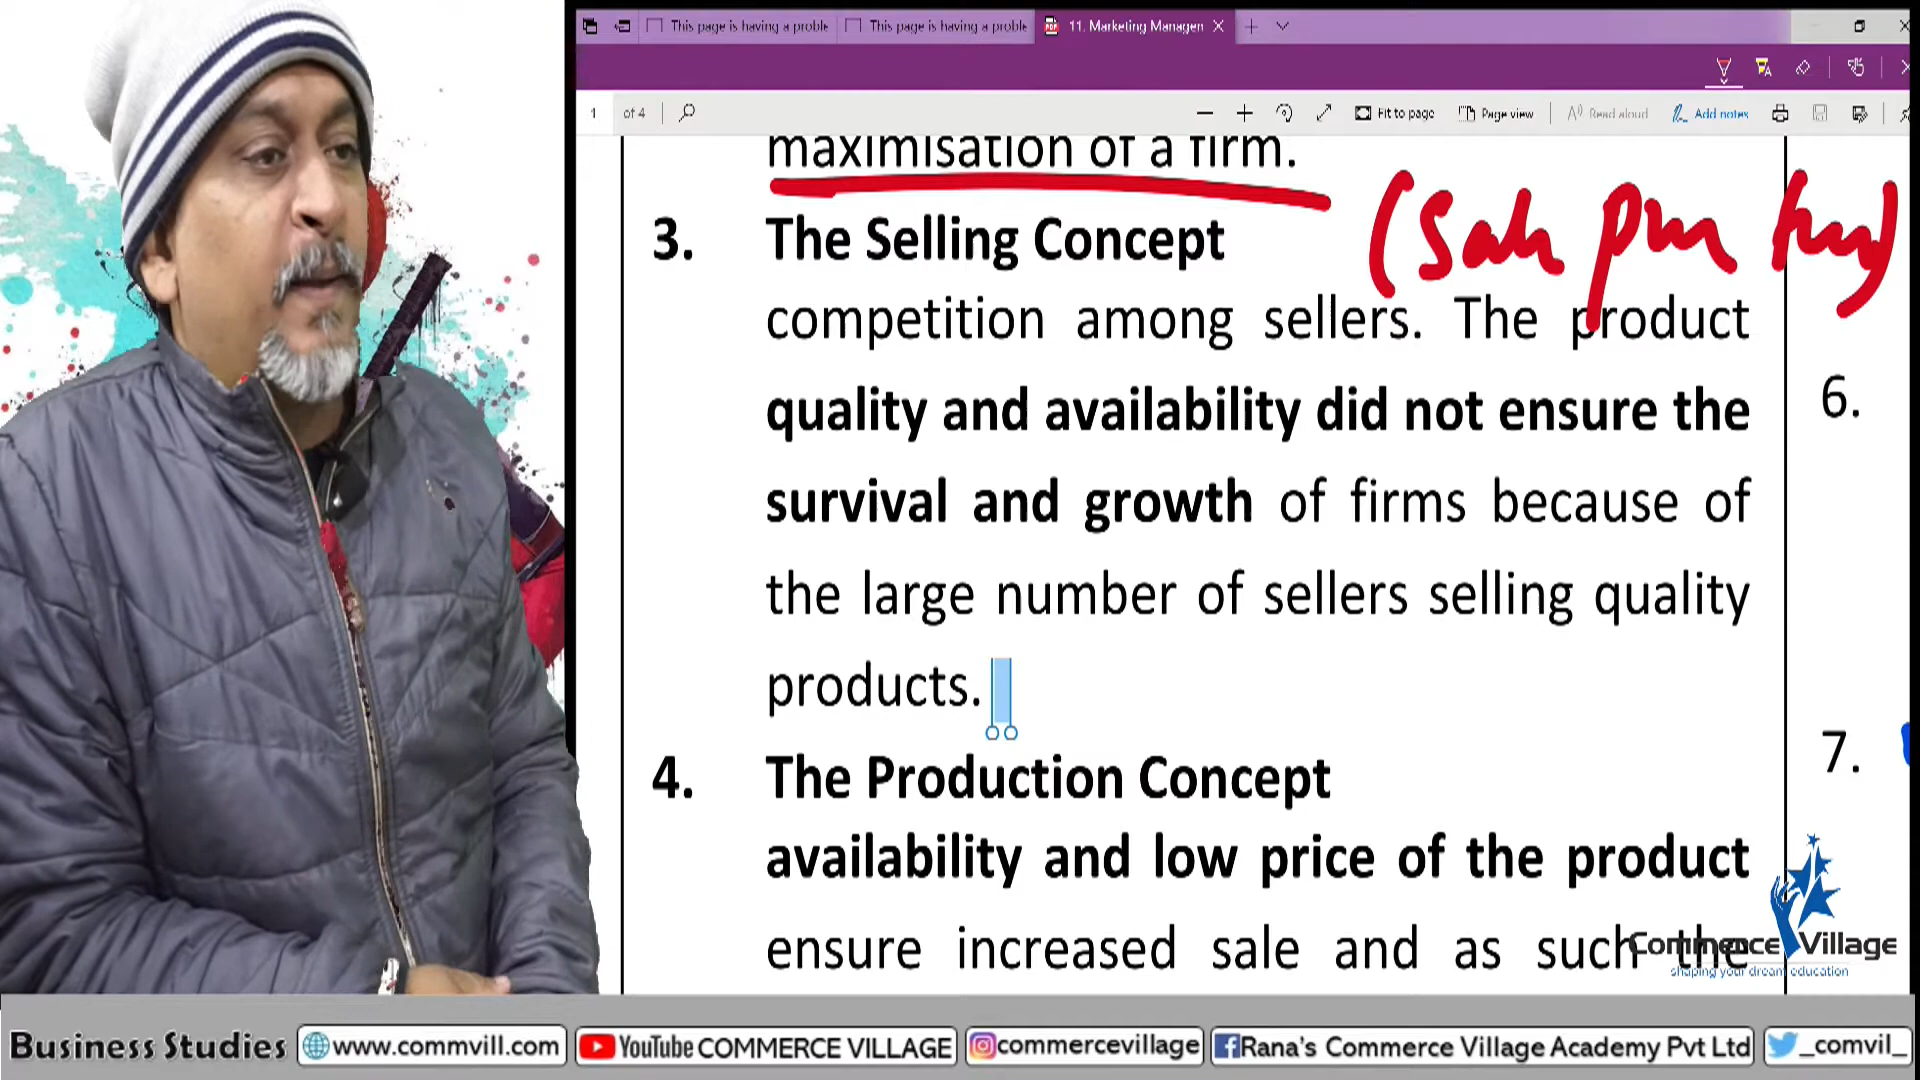 This page is having a proble
This page is having a proble
11. Marketing Managen
1 of 4
Fit to page
Page view
Read aloud
Add notes
maximisation of a firm.
3. The Selling Concept
competition among sellers. The product
quality and availability did not ensure the
survival and growth of firms because of
the large number of sellers selling quality
products.
4. The Production Concept
availability and low price of the product
ensure increased sale and as such the
6.
7.
Commerce Village
shaping your dream education
Business Studies
www.commvill.com
YouTube COMMERCE VILLAGE
commercevillage
Rana's Commerce Village Academy Pvt Ltd
_comvil_